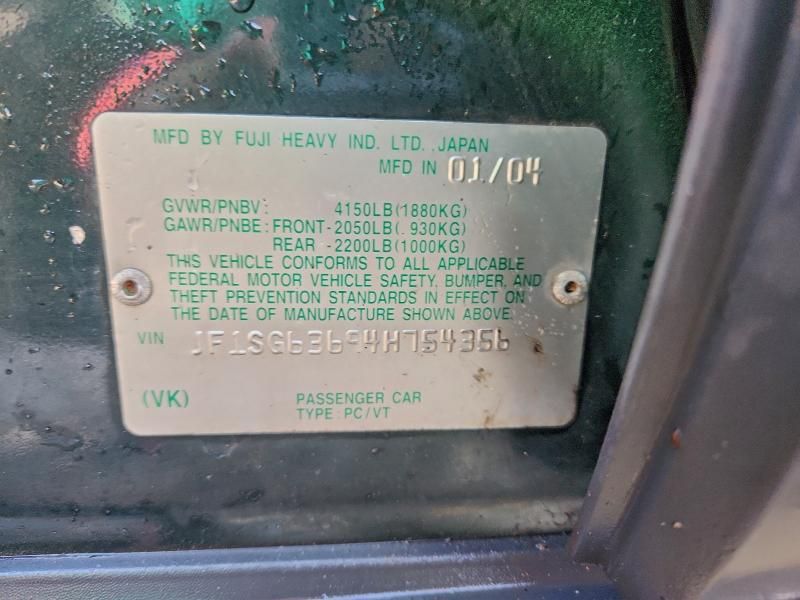 MFD BY FUJI HEAVY IND. LTD. JAPAN
MFD IN 01/04
GVWR/PNBV: 4150LB(1880KG)
GAWR/PNBE: FRONT-2050LB(. 930KG)
REAR -2200LB(1000KG)
THIS VEHICLE CONFORMS TO ALL APPLICABLE
FEDERAL MOTOR VEHICLE SAFETY, BUMPER, AND
THEFT PREVENTION STANDARDS IN EFFECT ON
THE DATE OF MANUFACTURE SHOWN ABOVE.
VIN JF1SG63694H754356
(VK) PASSENGER CAR
TYPE: PC/VT